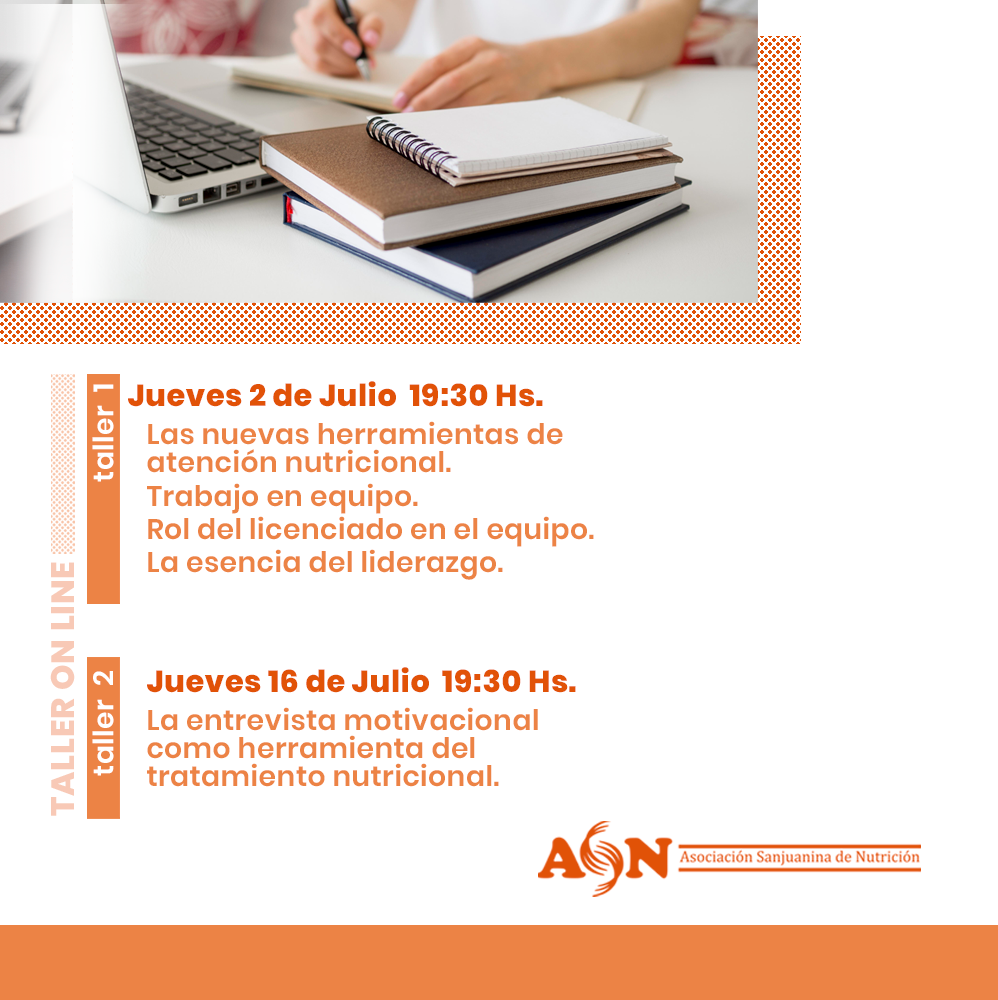 TALLER ON LINE
taller 1
Jueves 2 de Julio 19:30 Hs.
Las nuevas herramientas de
atención nutricional.
Trabajo en equipo.
Rol del licenciado en el equipo.
La esencia del liderazgo.
taller 2
Jueves 16 de Julio 19:30 Hs.
La entrevista motivacional
como herramienta del
tratamiento nutricional.
ASN
Asociación Sanjuanina de Nutrición